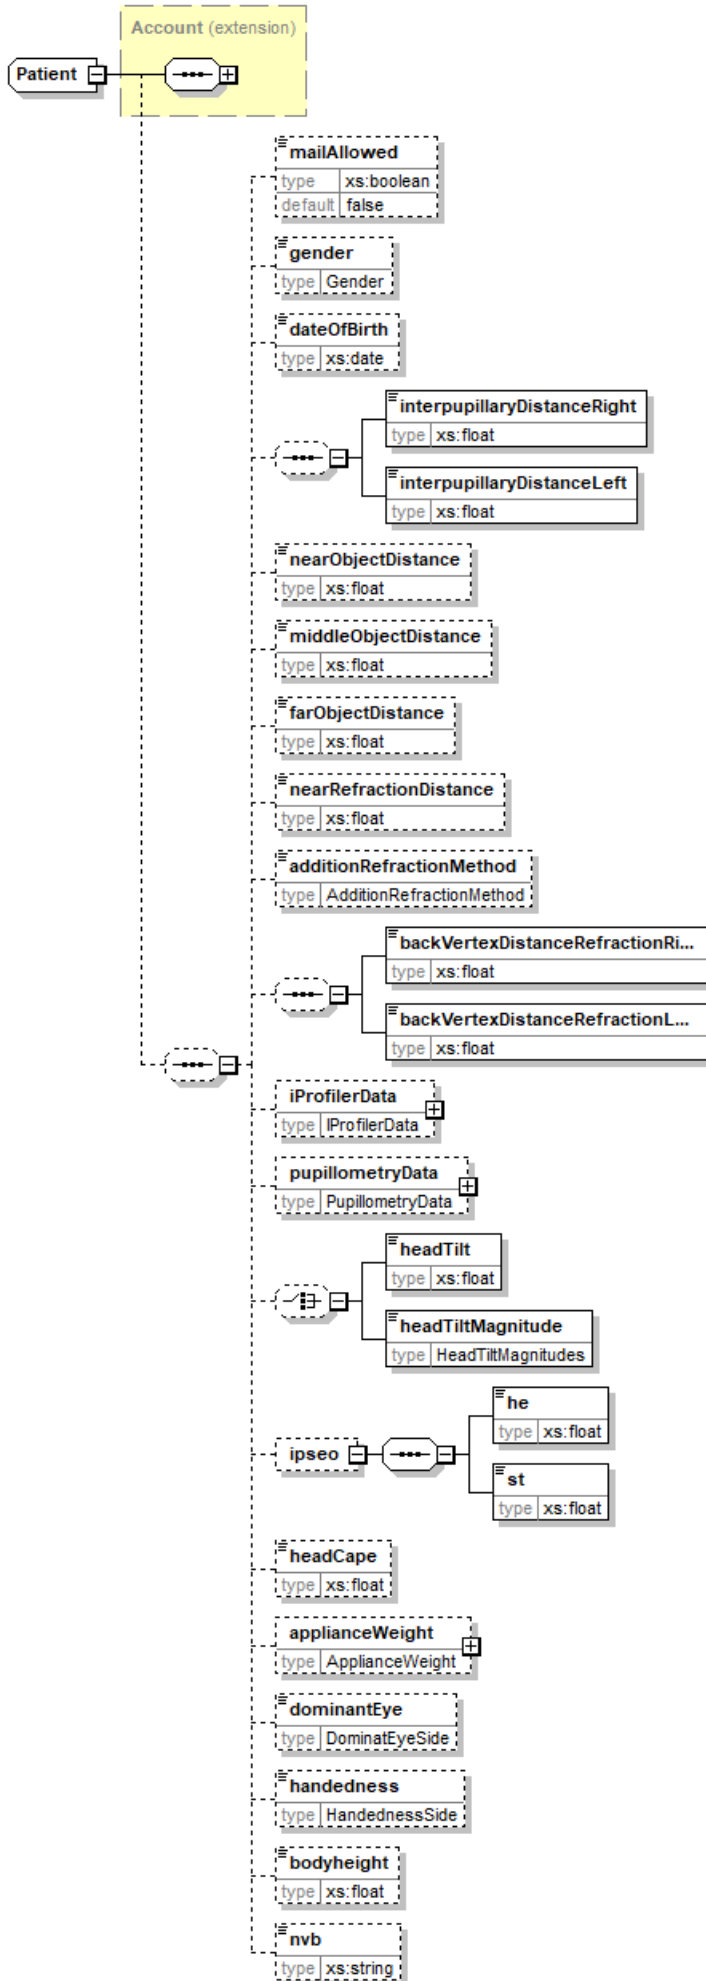 Account (extension)
Patient
mailAllowed
type xs:boolean
default false
gender
type Gender
dateOfBirth
type xs:date
interpupillaryDistanceRight
type xs:float
interpupillaryDistanceLeft
type xs:float
nearObjectDistance
type xs:float
middleObjectDistance
type xs:float
farObjectDistance
type xs:float
nearRefractionDistance
type xs:float
additionRefractionMethod
type AdditionRefractionMethod
backVertexDistanceRefractionRi...
type xs:float
backVertexDistanceRefractionL...
type xs:float
iProfilerData
type IProfilerData
pupillometryData
type PupillometryData
headTilt
type xs:float
headTiltMagnitude
type HeadTiltMagnitudes
he
type xs:float
ipseo
st
type xs:float
headCape
type xs:float
applianceWeight
type ApplianceWeight
dominantEye
type DominatEyeSide
handedness
type HandednessSide
bodyheight
type xs:float
nvb
type xs:string